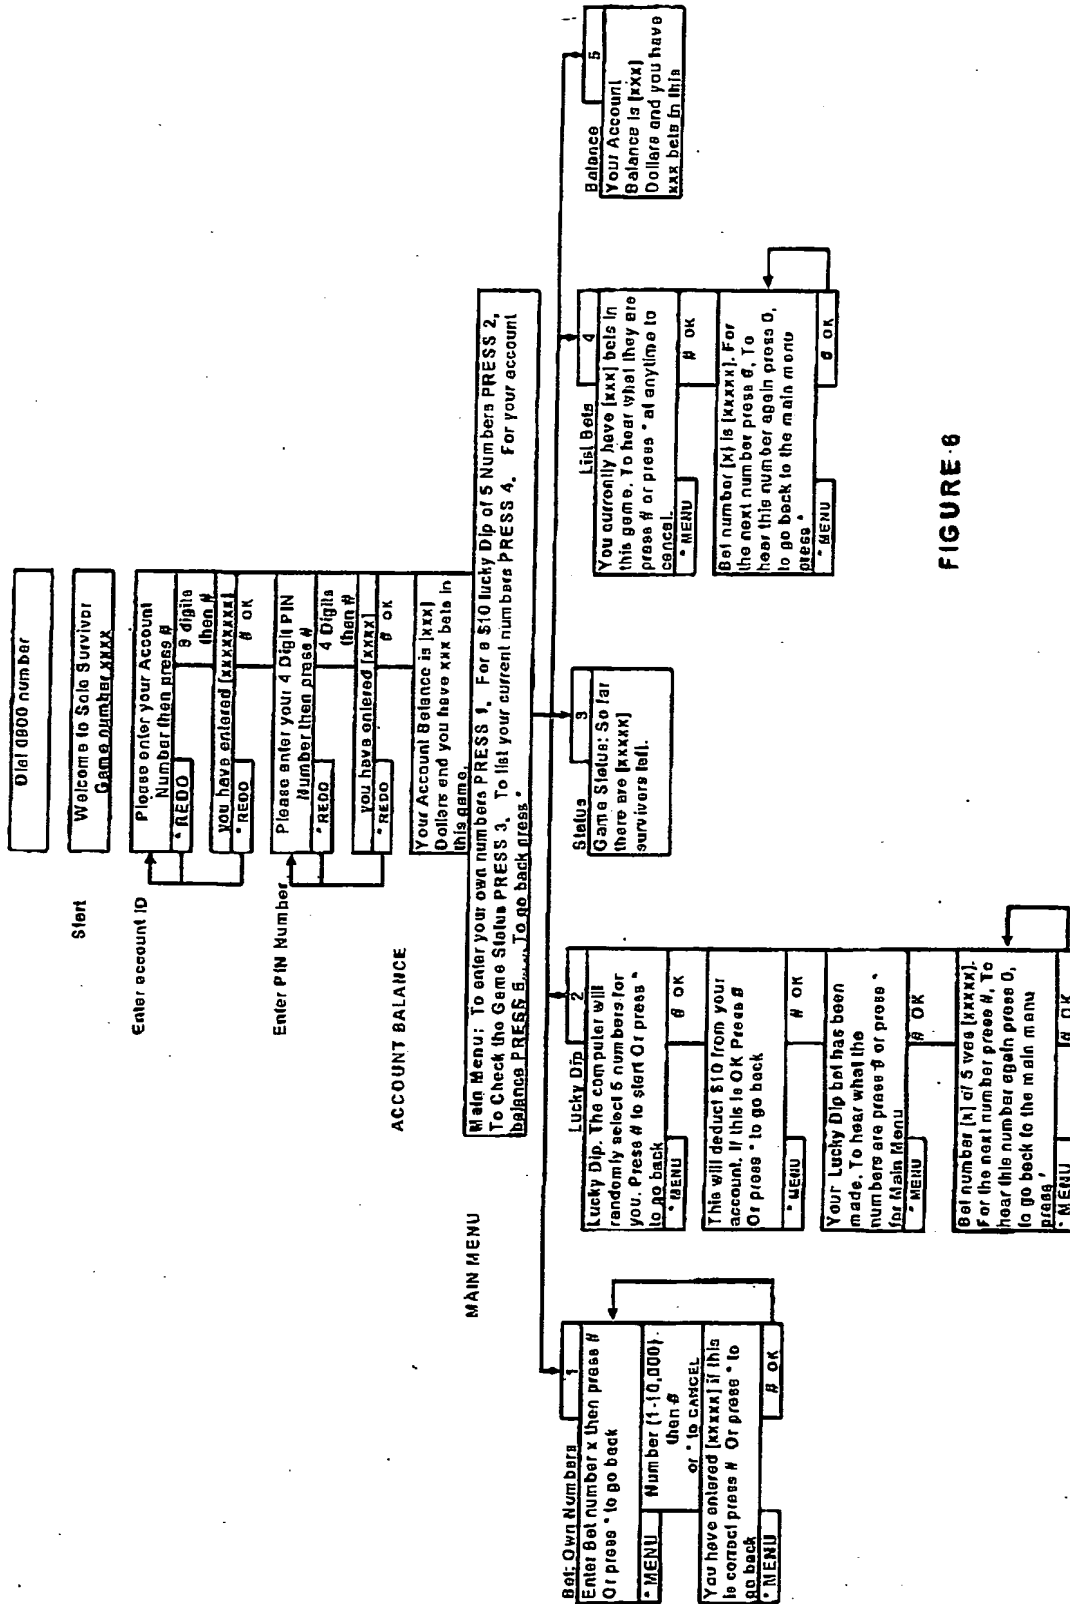 Dial 0800 number
Start
Welcome to Solo Surviver
Game number xxxx
Enter account ID
Please enter your Account
Number then press #
* REDO
8 digits
then #
you have entered [xxxxxxxx]
* REDO
# OK
Enter PIN Number
Please enter your 4 Digit PIN
Number then press #
* REDO
4 Digits
then #
you have entered [xxxx]
* REDO
# OK
ACCOUNT BALANCE
Your Account Balance is [xxx]
Dollars and you have xxx bets in
this game.
MAIN MENU
Main Menu: To enter your own numbers PRESS 1. For a $10 lucky Dip of 5 Numbers PRESS 2,
To Check the Game Status PRESS 3. To list your current numbers PRESS 4. For your account
balance PRESS 5..... To go back press *
Bet: Own Numbers
1
Enter Bet number x then press #
Or press * to go back
* MENU
Number (1-10,000).
then #
or * to CANCEL
You have entered [xxxxx] if this
is correct press # Or press * to
go back
* MENU
# OK
Lucky Dip
2
Lucky Dip. The computer will
randomly select 5 numbers for
you. Press # to start Or press *
to go back
* MENU
# OK
This will deduct $10 from your
account. If this is OK Press #
Or press * to go back
* MENU
# OK
Your Lucky Dip bet has been
made. To hear what the
numbers are press # or press *
for Main Menu
* MENU
# OK
Bet number [x] of 5 was [xxxxx].
For the next number press #, To
hear this number again press 0,
to go back to the main menu
press '
* MENU
# OK
Status
3
Game Status: So far
there are [xxxxx]
survivers left.
List Bets
4
You currently have [xxx] bets in
this game. To hear what they are
press # or press * at anytime to
cancel.
* MENU
# OK
Bet number [x] is [xxxxx]. For
the next number press #, To
hear this number again press 0,
to go back to the main menu
press *
* MENU
# OK
Balance
5
Your Account
Balance is [xxx]
Dollars and you have
xxx bets in this
FIGURE 6